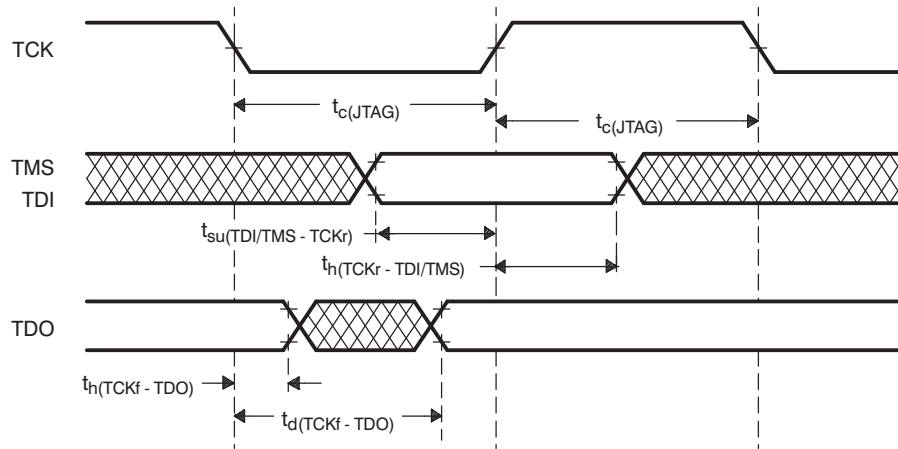 TCK
tc(JTAG)
tc(JTAG)
TMS
TDI
tsu(TDI/TMS - TCKr)
th(TCKr - TDI/TMS)
TDO
th(TCKf - TDO)
td(TCKf - TDO)